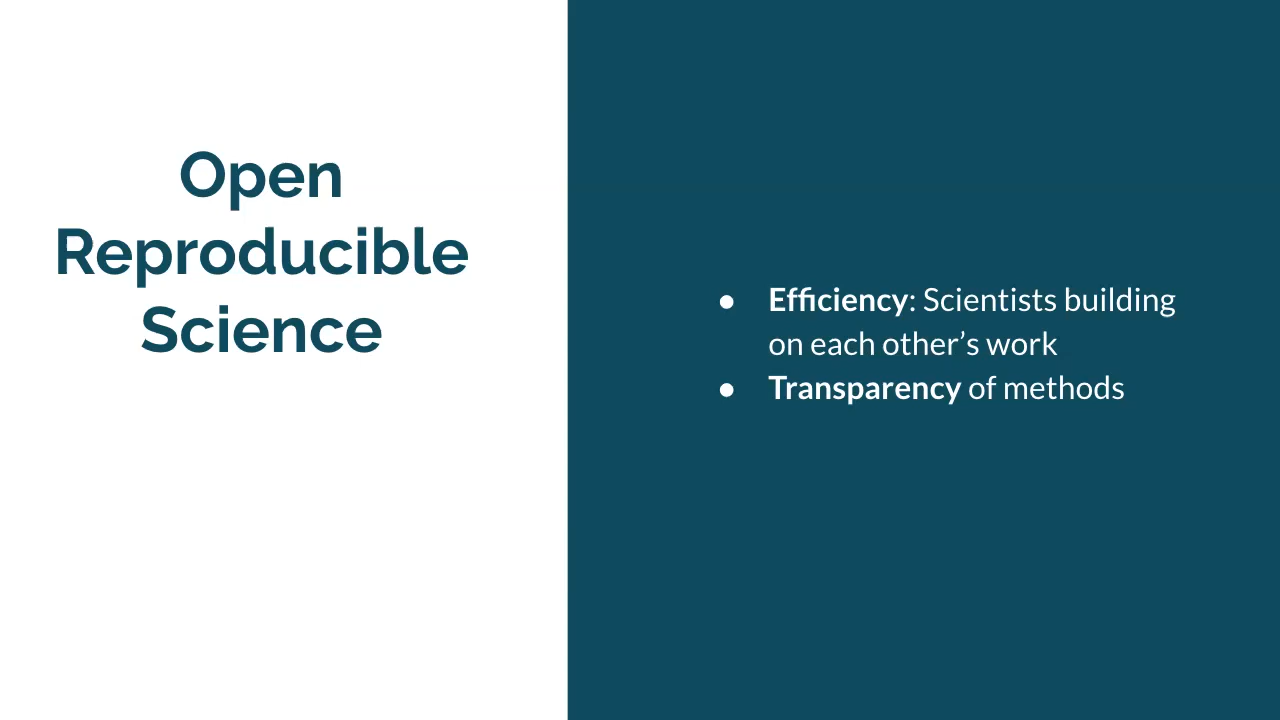 Open
Reproducible
Science
● Efficiency: Scientists building
on each other’s work
● Transparency of methods